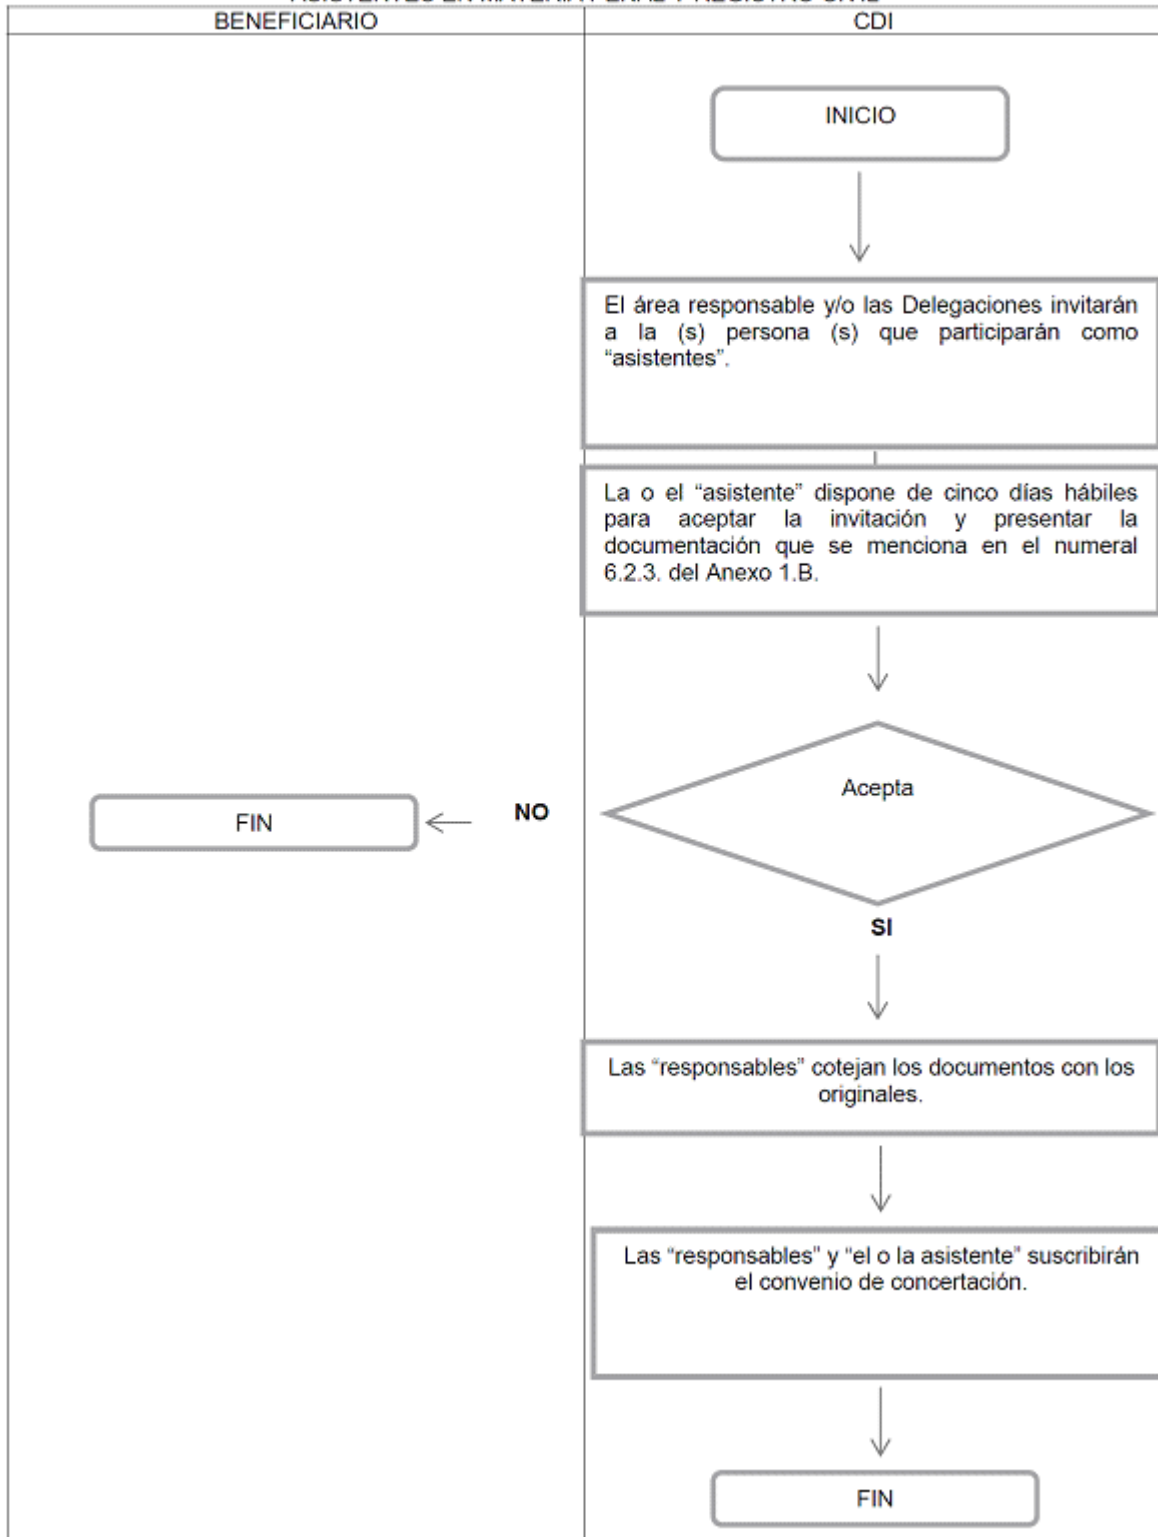 BENEFICIARIO
CDI
INICIO
El área responsable y/o las Delegaciones invitarán
a la (s) persona (s) que participarán como
“asistentes”.
La o el “asistente” dispone de cinco días hábiles
para aceptar la invitación y presentar la
documentación que se menciona en el numeral
6.2.3. del Anexo 1.B.
Acepta
NO
FIN
SI
Las “responsables” cotejan los documentos con los
originales.
Las “responsables” y “el o la asistente” suscribirán
el convenio de concertación.
FIN